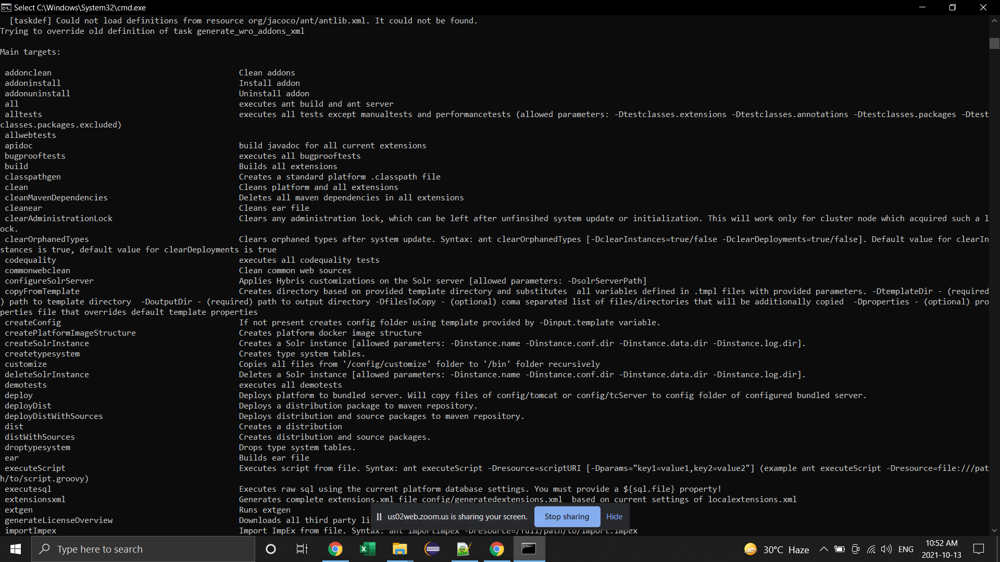 Select C:\Windows\System32\cmd.exe
[taskdef] Could not load definitions from resource org/jacoco/ant/antlib.xml. It could not be found.
Trying to override old definition of task generate_wro_addons_xml
Main targets:
addonclean Clean addons
addoninstall Install addon
addonuninstall Uninstall addon
all executes ant build and ant server
alltests executes all tests except manualtests and performancetests (allowed parameters: -Dtestclasses.extensions -Dtestclasses.annotations -Dtestclasses.packages -Dtest
classes.packages.excluded)
allwebtests
apidoc build javadoc for all current extensions
bugprooftests executes all bugprooftests
build Builds all extensions
classpathgen Creates a standard platform .classpath file
clean Cleans platform and all extensions
cleanMavenDependencies Deletes all maven dependencies in all extensions
cleanear Cleans ear file
clearAdministrationLock Clears any administration lock, which can be left after unfinsihed system update or initialization. This will work only for cluster node which acquired such a l
ock.
clearOrphanedTypes Clears orphaned types after system update. Syntax: ant clearOrphanedTypes [-DclearInstances=true/false -DclearDeployments=true/false]. Default value for clearIn
stances is true, default value for clearDeployments is true
codequality executes all codequality tests
commonwebclean Clean common web sources
configureSolrServer Applies Hybris customizations on the Solr server [allowed parameters: -DsolrServerPath]
copyFromTemplate Creates directory based on provided template directory and substitutes  all variables defined in .tmpl files with provided parameters. -DtemplateDir - (required
) path to template directory  -DoutputDir - (required) path to output directory -DfilesToCopy - (optional) coma separated list of files/directories that will be additionally copied  -Dproperties - (optional) pro
perties file that overrides default template properties
createConfig If not present creates config folder using template provided by -Dinput.template variable.
createPlatformImageStructure Creates platform docker image structure
createSolrInstance Creates a Solr instance [allowed parameters: -Dinstance.name -Dinstance.conf.dir -Dinstance.data.dir -Dinstance.log.dir].
createtypesystem Creates type system tables.
customize Copies all files from '/config/customize' folder to '/bin' folder recursively
deleteSolrInstance Deletes a Solr instance [allowed parameters: -Dinstance.name -Dinstance.conf.dir -Dinstance.data.dir -Dinstance.log.dir].
demotests executes all demotests
deploy Deploys platform to bundled server. Will copy files of config/tomcat or config/tcServer to config folder of configured bundled server.
deployDist Deploys a distribution package to maven repository.
deployDistWithSources Deploys distribution and source packages to maven repository.
dist Creates a distribution
distWithSources Creates distribution and source packages.
droptypesystem Drops type system tables.
ear Builds ear file
executeScript Executes script from file. Syntax: ant executeScript -Dresource=scriptURI [-Dparams="key1=value1,key2=value2"] (example ant executeScript -Dresource=file:///pat
h/to/script.groovy)
executesql Executes raw sql using the current platform database settings. You must provide a ${sql.file} property!
extensionsxml Generates complete extensions.xml file config/generatedextensions.xml  based on current settings of localextensions.xml
extgen Runs extgen
generateLicenseOverview Downloads all third party li
us02web.zoom.us is sharing your screen. Stop sharing Hide
importImpex Import ImpEx from file. Syntax: ant importImpex -Dresource=/full/path/to/import.impex
Type here to search
30°C Haze
ENG
10:52 AM
2021-10-13